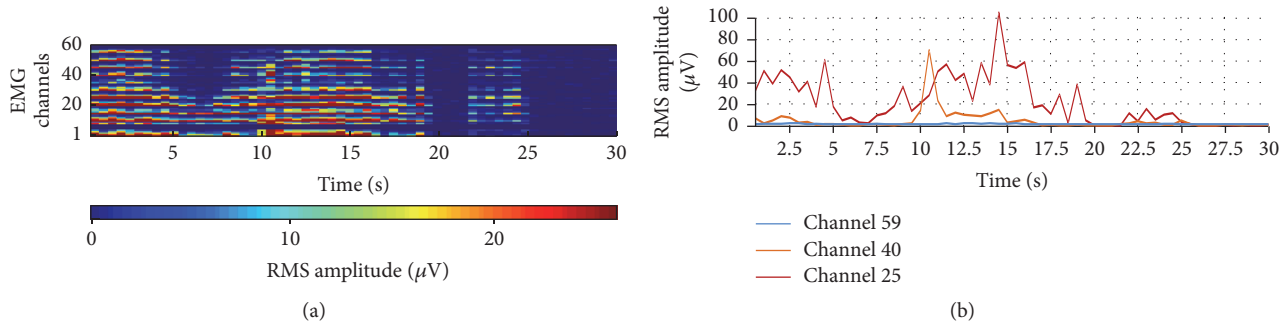 60
40
20
1
EMG
channels
5 10 15 20 25 30
Time (s)
0 10 20
RMS amplitude (μV)
(a)
100
80
60
40
20
0
RMS amplitude
(μV)
2.5 5 7.5 10 12.5 15 17.5 20 22.5 25 27.5 30
Time (s)
Channel 59
Channel 40
Channel 25
(b)